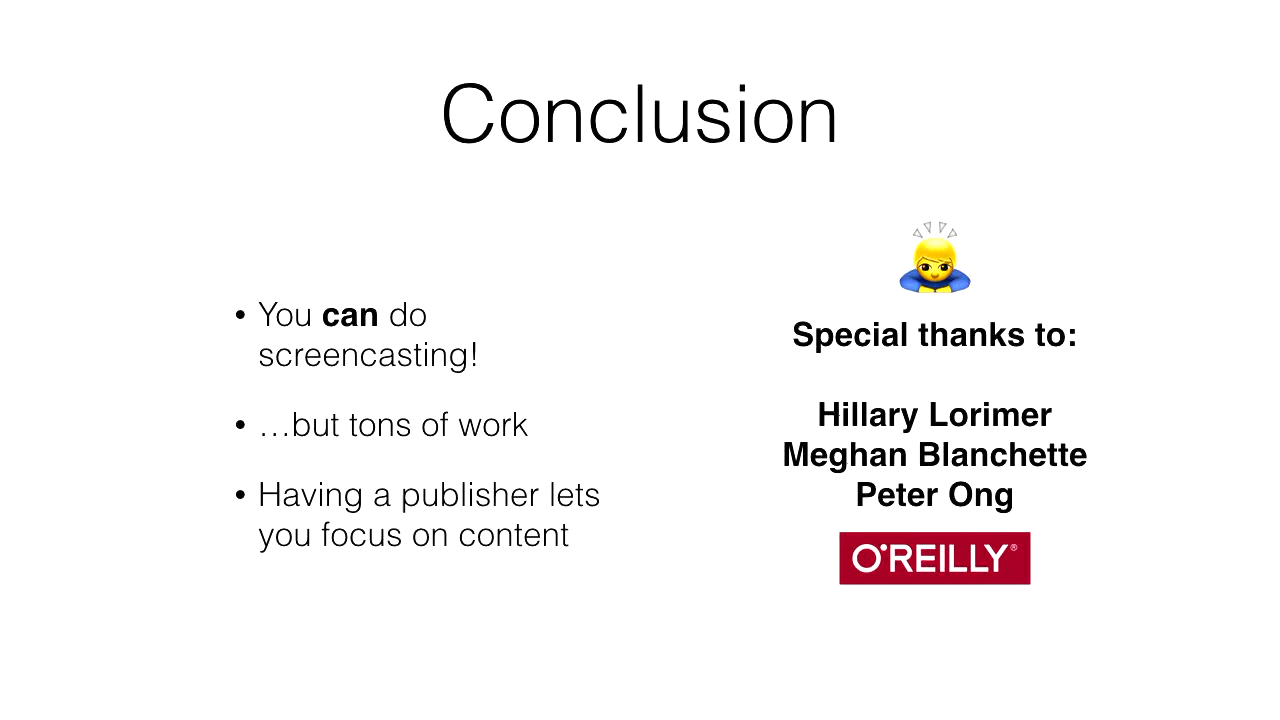 Conclusion
• You can do
screencasting!
• …but tons of work
• Having a publisher lets
you focus on content
Special thanks to:
Hillary Lorimer
Meghan Blanchette
Peter Ong
O'REILLY®